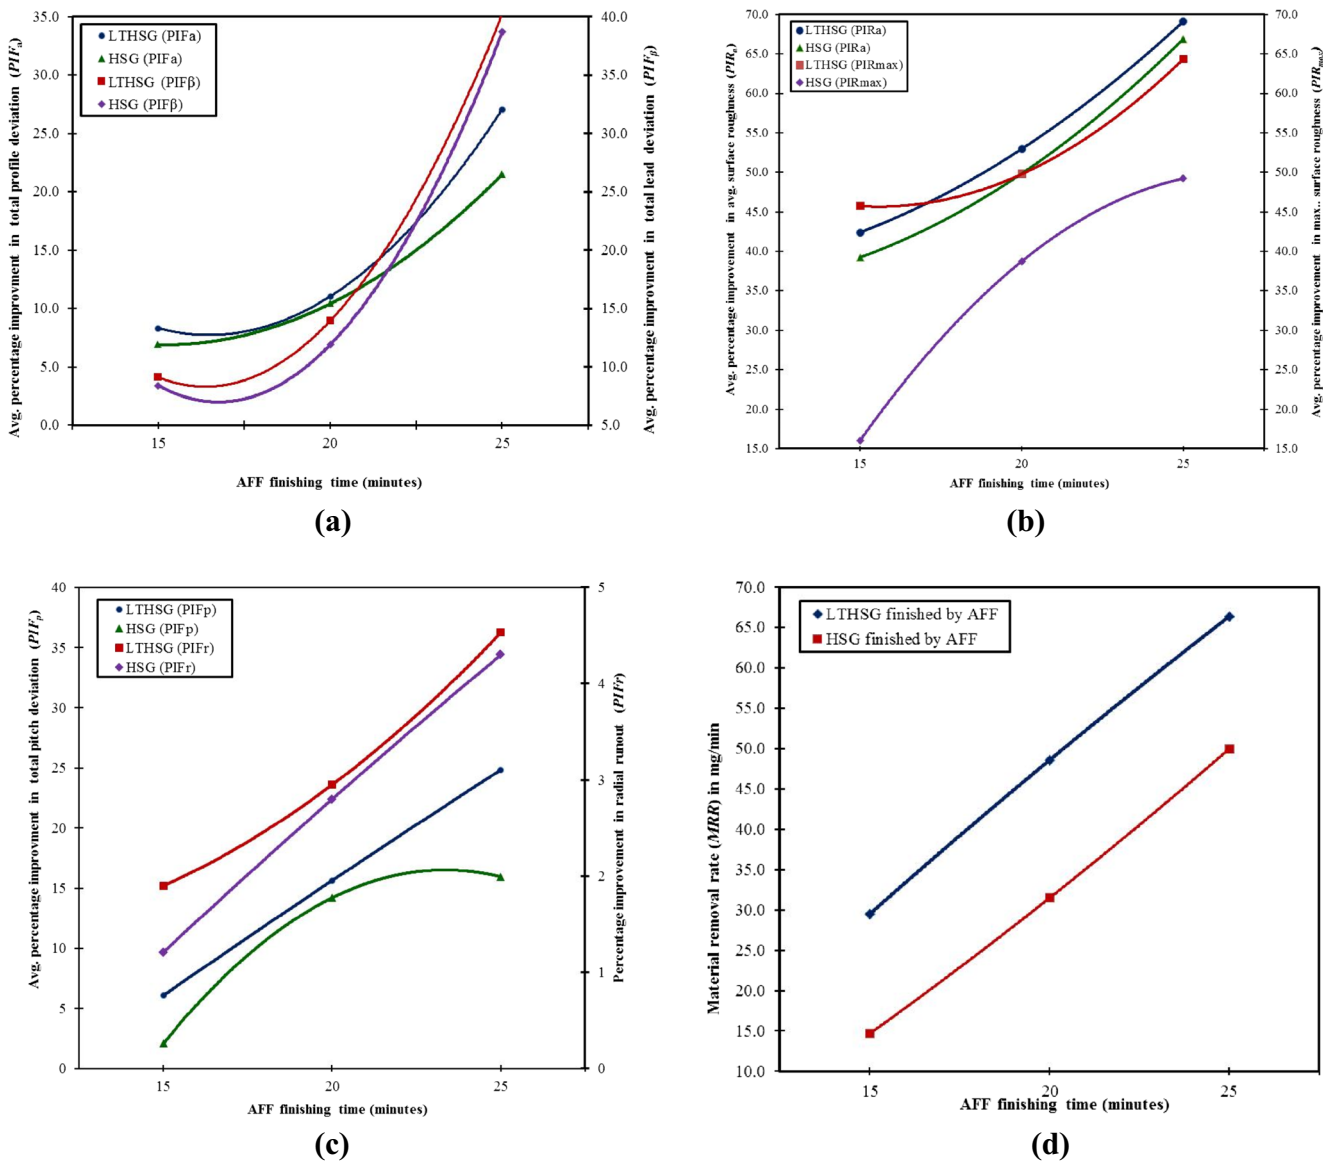 35.0
30.0
25.0
20.0
15.0
10.0
5.0
0.0
Avg. percentage improvment in total profile deviation (PIFa)
LTHSG (PIFa)
HSG (PIFa)
LTHSG (PIFβ)
HSG (PIFβ)
40.0
35.0
30.0
25.0
20.0
15.0
10.0
5.0
Avg. percentage improvement in total lead deviation (PIFβ)
15 20 25
AFF finishing time (minutes)
(a)
70.0
65.0
60.0
55.0
50.0
45.0
40.0
35.0
30.0
25.0
20.0
15.0
Avg. percentage improvement in avg. surface roughness (PIRa)
LTHSG (PIRa)
HSG (PIRa)
LTHSG (PIRmax)
HSG (PIRmax)
70.0
65.0
60.0
55.0
50.0
45.0
40.0
35.0
30.0
25.0
20.0
15.0
Avg. percentage improvement in max.. surface roughness (PIRmax)
15 20 25
AFF finishing time (minutes)
(b)
40
35
30
25
20
15
10
5
0
Avg. percentage improvment in total pitch deviation (PIFp)
LTHSG (PIFp)
HSG (PIFp)
LTHSG (PIFr)
HSG (PIFr)
5
4
3
2
1
0
Percentage improvement in radial runout (PIFr)
15 20 25
AFF finishing time (minutes)
(c)
70.0
65.0
60.0
55.0
50.0
45.0
40.0
35.0
30.0
25.0
20.0
15.0
10.0
Material removal rate (MRR) in mg/min
LTHSG finished by AFF
HSG finished by AFF
15 20 25
AFF finishing time (minutes)
(d)